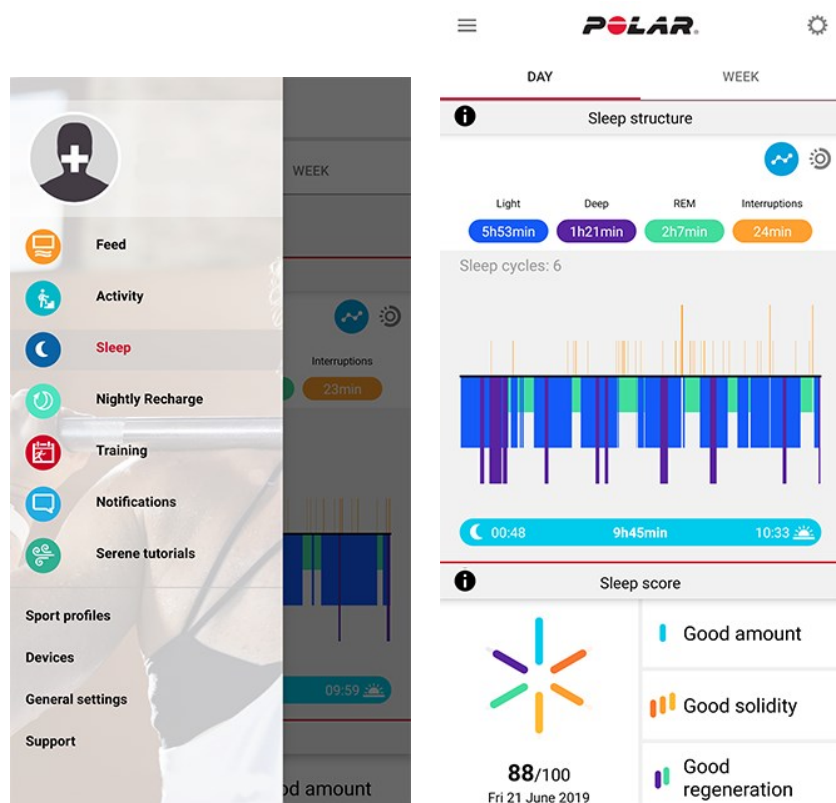 WEEK
Feed
Activity
Sleep
Interruptions
Nightly Recharge
23min
Training
Notifications
Serene tutorials
Sport profiles
Devices
09:59
General settings
Support
od amount
POLAR.
DAY WEEK
Sleep structure
Light Deep REM Interruptions
5h53min 1h21min 2h7min 24min
Sleep cycles: 6
00:48 9h45min 10:33
Sleep score
Good amount
Good solidity
88/100
Fri 21 June 2019
Good
regeneration